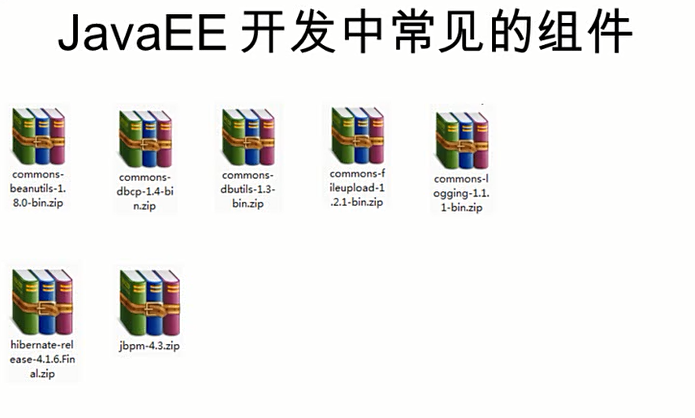 JavaEE 开发中常见的组件
commons-
beanutils-1.
8.0-bin.zip
commons-
dbcp-1.4-bi
n.zip
commons-
dbutils-1.3-
bin.zip
commons-f
ileupload-1
.2.1-bin.zip
commons-l
ogging-1.1.
1-bin.zip
hibernate-rel
ease-4.1.6.Fin
al.zip
jbpm-4.3.zip